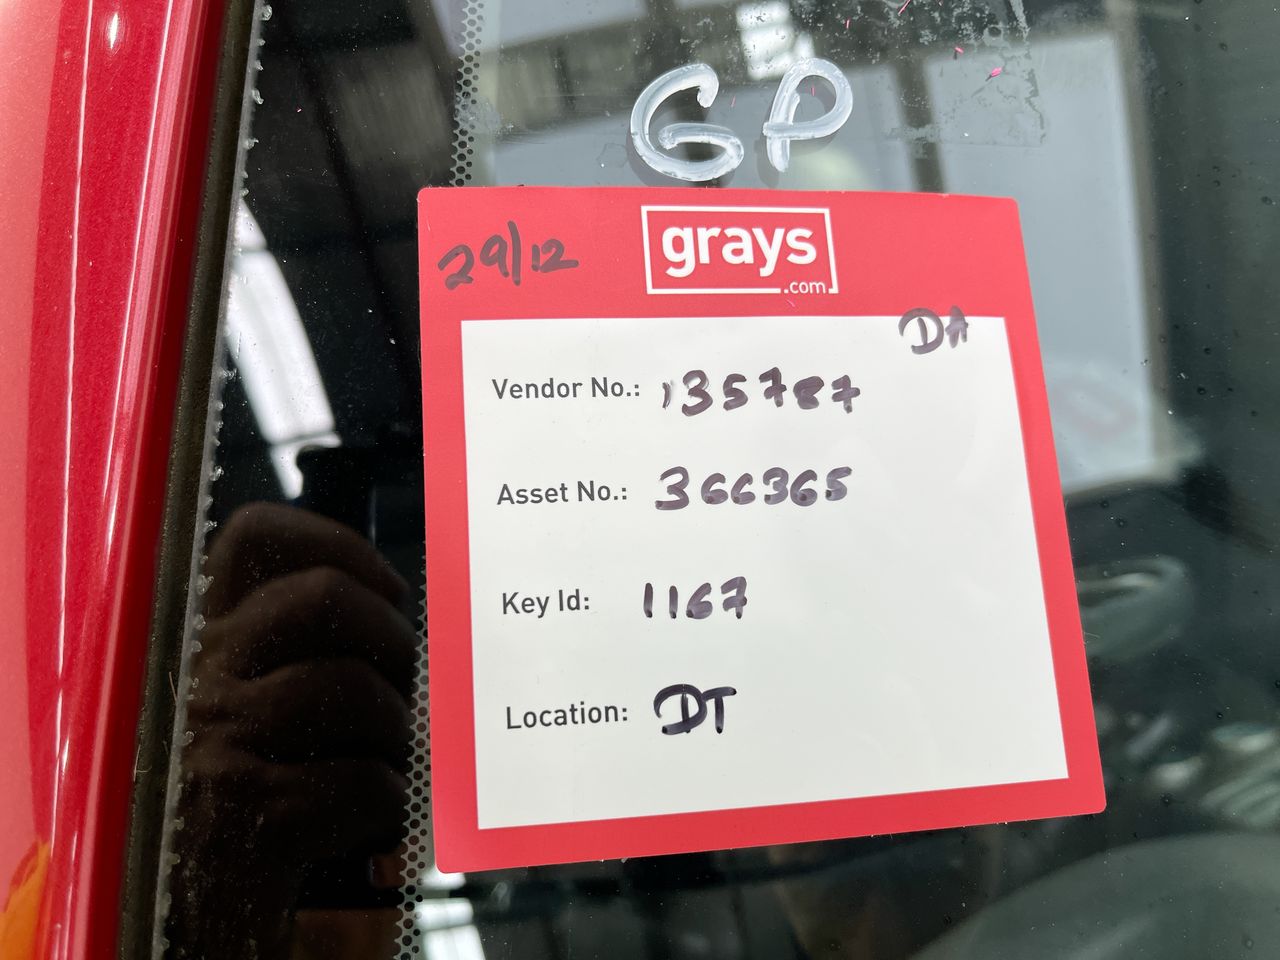 GP
29/12
grays
.com
DA
Vendor No.: 135787
Asset No.: 366365
Key Id: 1167
Location: DT